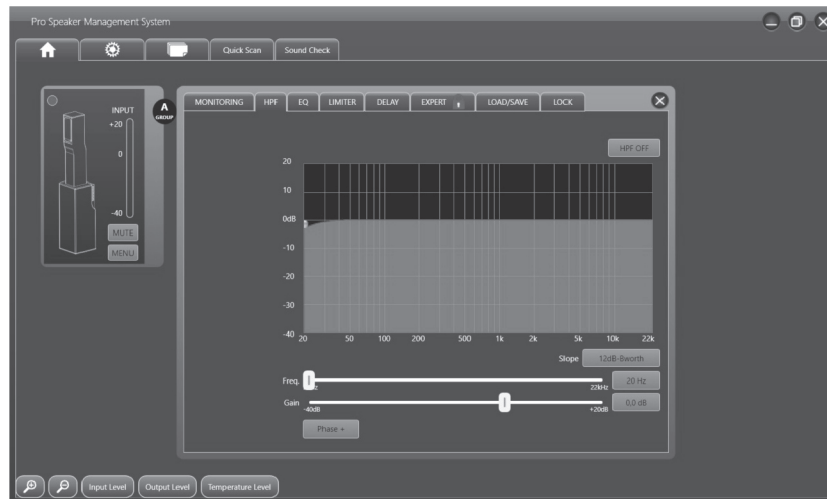 Pro Speaker Management System
Quick Scan
Sound Check
INPUT
+20
0
-40
MUTE
MENU
A
GROUP
MONITORING
HPF
EQ
LIMITER
DELAY
EXPERT
LOAD/SAVE
LOCK
HPF OFF
20
10
0dB
-10
-20
-30
-40
20
50
100
200
500
1k
2k
5k
10k
22k
Slope
12dB-Bworth
Freq.
22kHz
20 Hz
Gain
-40dB
+20dB
0,0 dB
Phase +
Input Level
Output Level
Temperature Level